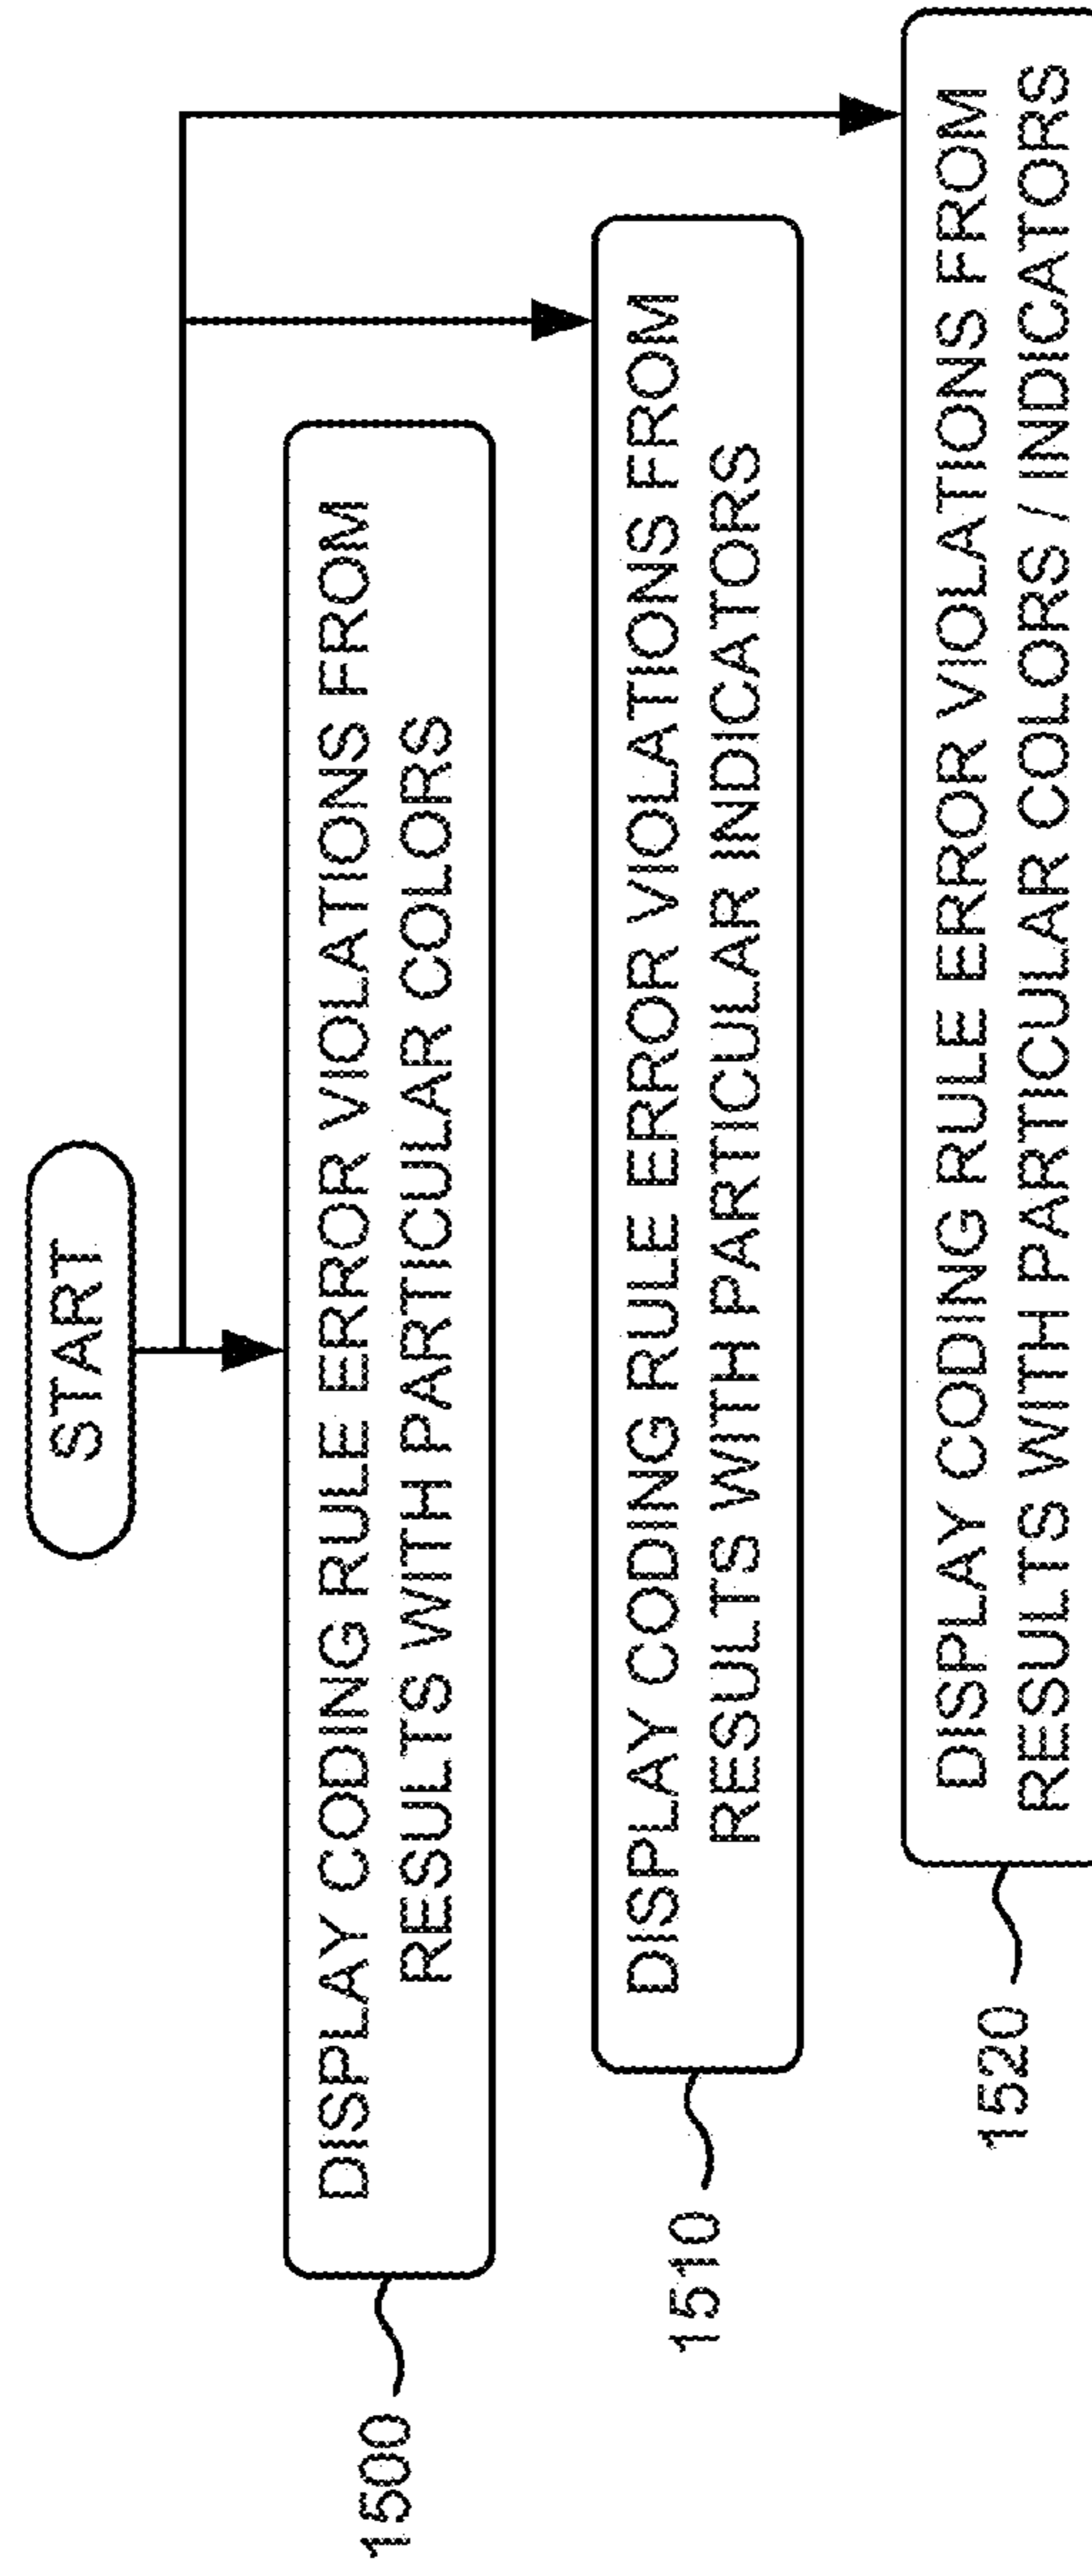 START
DISPLAY CODING RULE ERROR VIOLATIONS FROM
RESULTS WITH PARTICULAR COLORS
1500
DISPLAY CODING RULE ERROR VIOLATIONS FROM
RESULTS WITH PARTICULAR INDICATORS
1510
DISPLAY CODING RULE ERROR VIOLATIONS FROM
RESULTS WITH PARTICULAR COLORS / INDICATORS
1520